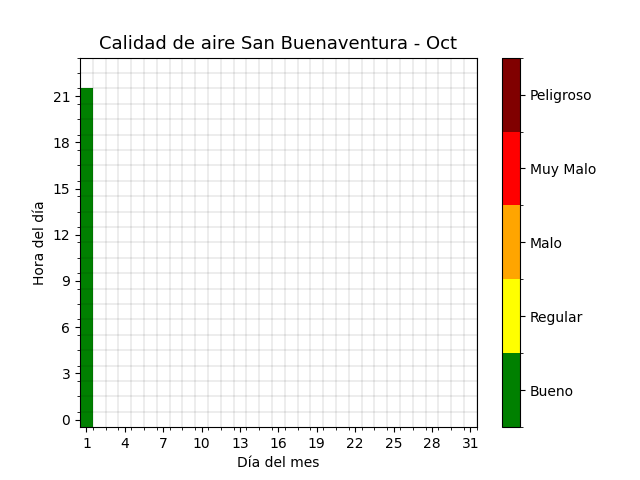 Calidad de aire San Buenaventura - Oct
Hora del día
21
18
15
12
9
6
3
0
1 4 7 10 13 16 19 22 25 28 31
Día del mes
Peligroso
Muy Malo
Malo
Regular
Bueno